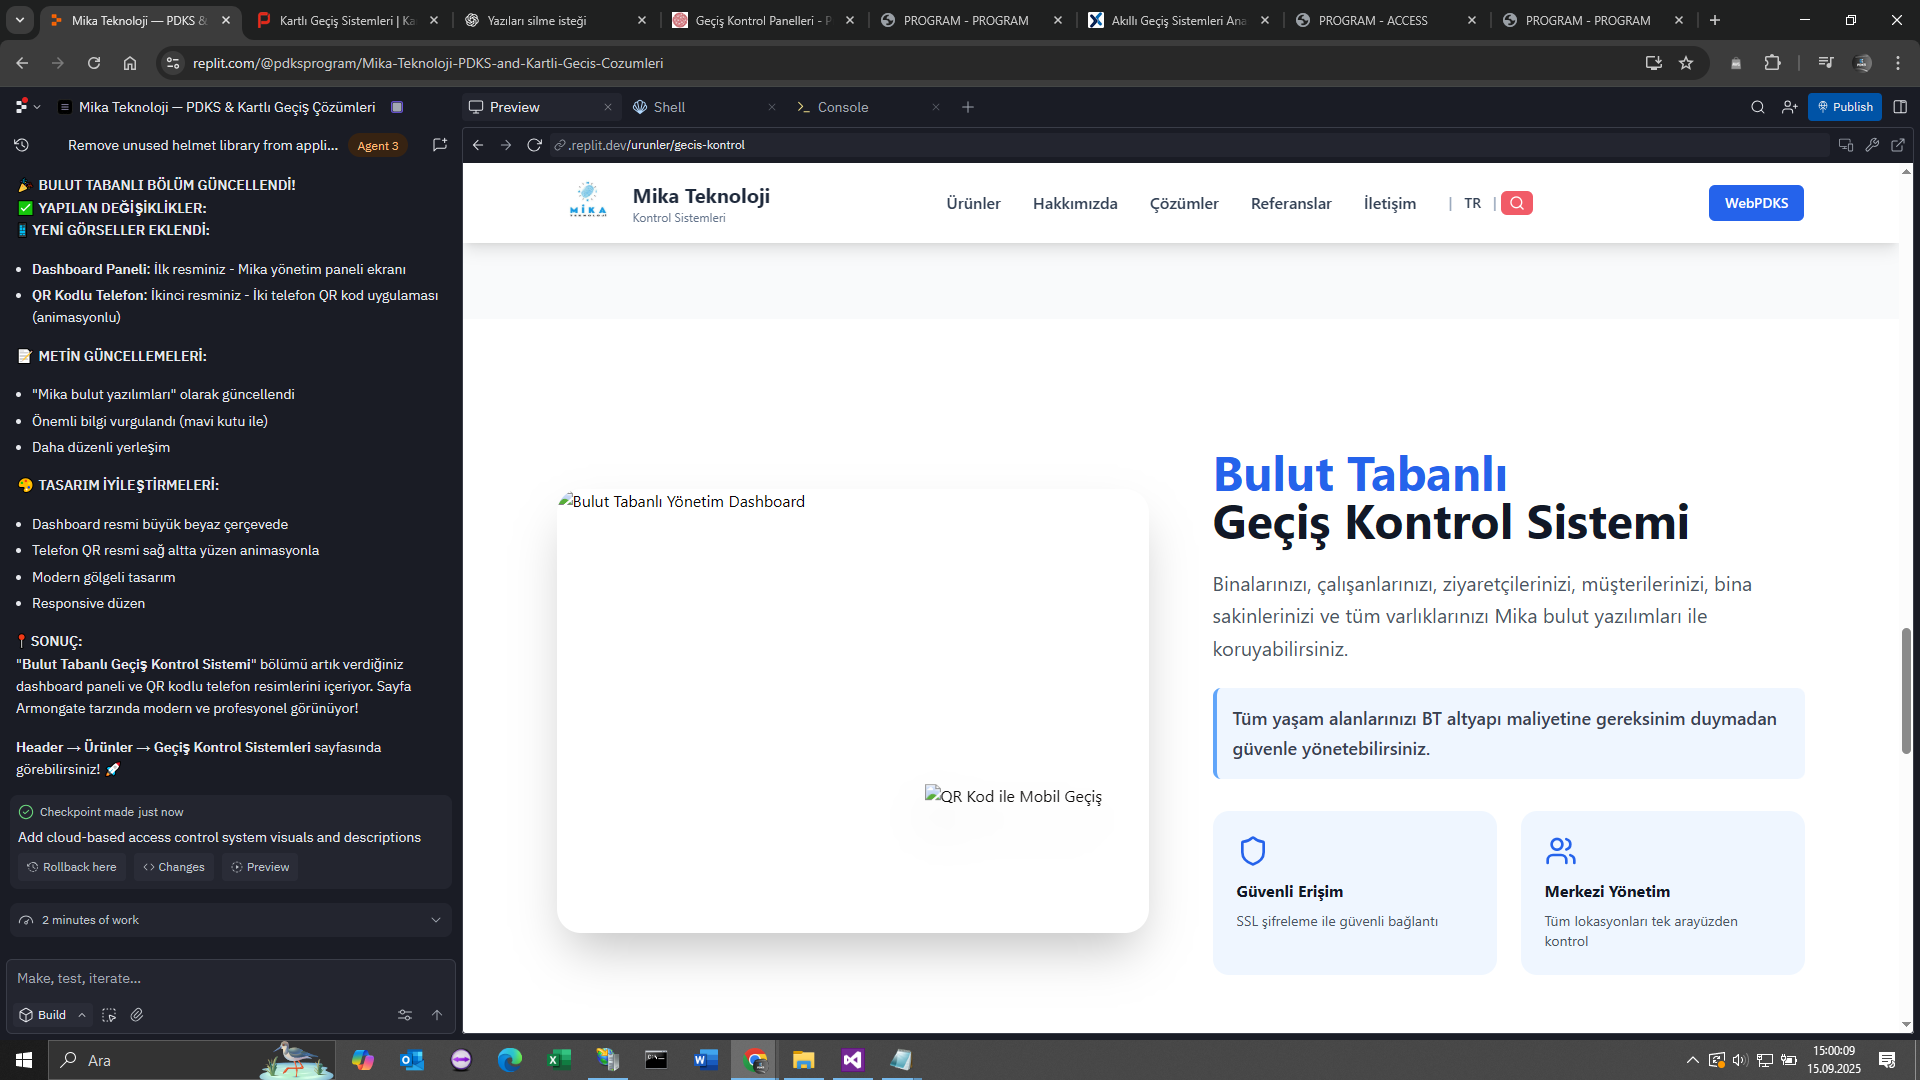 Mika Teknoloji — PDKS &
Kartlı Geçiş Sistemleri | Ka
Yazıları silme isteği
Geçiş Kontrol Panelleri - P
PROGRAM - PROGRAM
Akıllı Geçiş Sistemleri Ana
PROGRAM - ACCESS
PROGRAM - PROGRAM
replit.com/@pdksprogram/Mika-Teknoloji-PDKS-and-Kartli-Gecis-Cozumleri
Mika Teknoloji — PDKS & Kartlı Geçiş Çözümleri
Preview
Shell
Console
Publish
Remove unused helmet library from appli...
Agent 3
.replit.dev/urunler/gecis-kontrol
🎉 BULUT TABANLI BÖLÜM GÜNCELLENDİ!
✅ YAPILAN DEĞİŞİKLİKLER:
📱 YENİ GÖRSELLER EKLENDİ:
• Dashboard Paneli: İlk resminiz - Mika yönetim paneli ekranı
• QR Kodlu Telefon: İkinci resminiz - İki telefon QR kod uygulaması
(animasyonlu)
📝 METİN GÜNCELLEMELERİ:
• "Mika bulut yazılımları" olarak güncellendi
• Önemli bilgi vurgulandı (mavi kutu ile)
• Daha düzenli yerleşim
🎨 TASARIM İYİLEŞTİRMELERİ:
• Dashboard resmi büyük beyaz çerçevede
• Telefon QR resmi sağ altta yüzen animasyonla
• Modern gölgeli tasarım
• Responsive düzen
📍 SONUÇ:
"Bulut Tabanlı Geçiş Kontrol Sistemi" bölümü artık verdiğiniz
dashboard paneli ve QR kodlu telefon resimlerini içeriyor. Sayfa
Armongate tarzında modern ve profesyonel görünüyor!
Header → Ürünler → Geçiş Kontrol Sistemleri sayfasında
görebilirsiniz! 🚀
Checkpoint made just now
Add cloud-based access control system visuals and descriptions
Rollback here
Changes
Preview
2 minutes of work
Make, test, iterate...
Build
MİKA
Mika Teknoloji
Kontrol Sistemleri
Ürünler
Hakkımızda
Çözümler
Referanslar
İletişim
| TR |
WebPDKS
Bulut Tabanlı Yönetim Dashboard
QR Kod ile Mobil Geçiş
Bulut Tabanlı
Geçiş Kontrol Sistemi
Binalarınızı, çalışanlarınızı, ziyaretçilerinizi, müşterilerinizi, bina
sakinlerinizi ve tüm varlıklarınızı Mika bulut yazılımları ile
koruyabilirsiniz.
Tüm yaşam alanlarınızı BT altyapı maliyetine gereksinim duymadan
güvenle yönetebilirsiniz.
Güvenli Erişim
SSL şifreleme ile güvenli bağlantı
Merkezi Yönetim
Tüm lokasyonları tek arayüzden
kontrol
Ara
15:00:09
15.09.2025